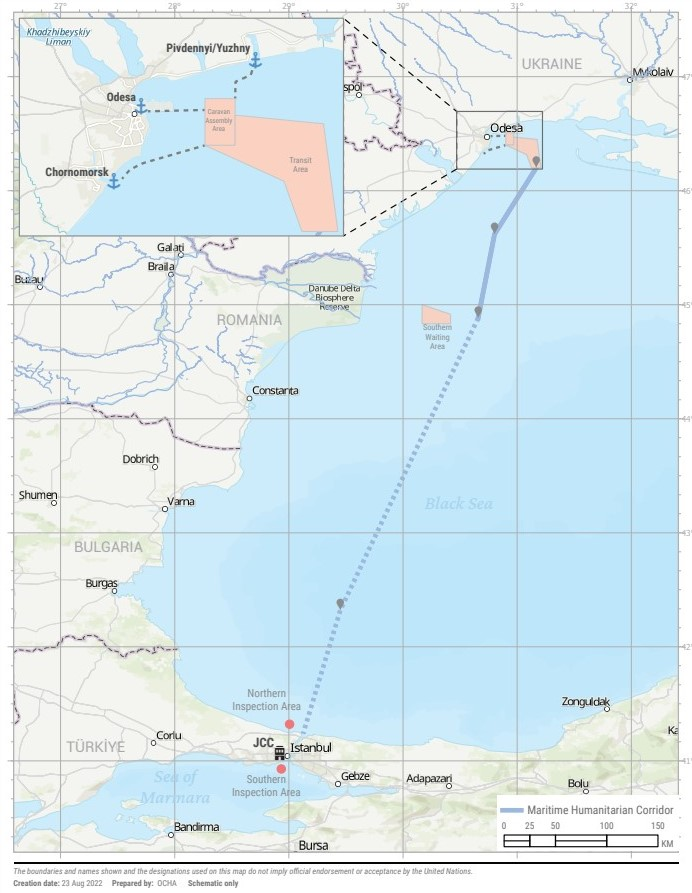 27°
28°
29°
30°
31°
32°
Khadzhibeyskiy
Liman
Pivdennyi/Yuzhny
UKRAINE
Mykolaiv
47°
spol
Odesa
Caravan
Assembly
Area
Odesa
Transit
Area
Chornomorsk
46°
Galați
Braila
Buzau
Danube Delta
Biosphere
Reserve
45°
ROMANIA
Southern
Waiting
Area
Constanta
44°
Dobrich
Shumen
Varna
Black Sea
43°
BULGARIA
Burgas
42°
Northern
Inspection Area
Zonguldak
Corlu
JCC
Istanbul
Ka
TÜRKİYE
41°
Sea of
Marmara
Southern
Inspection Area
Gebze
Adapazari
Bolu
Maritime Humanitarian Corridor
Bandirma
0 25 50 100 150
KM
Bursa
The boundaries and names shown and the designations used on this map do not imply official endorsement or acceptance by the United Nations.
Creation date: 23 Aug 2022 Prepared by: OCHA Schematic only